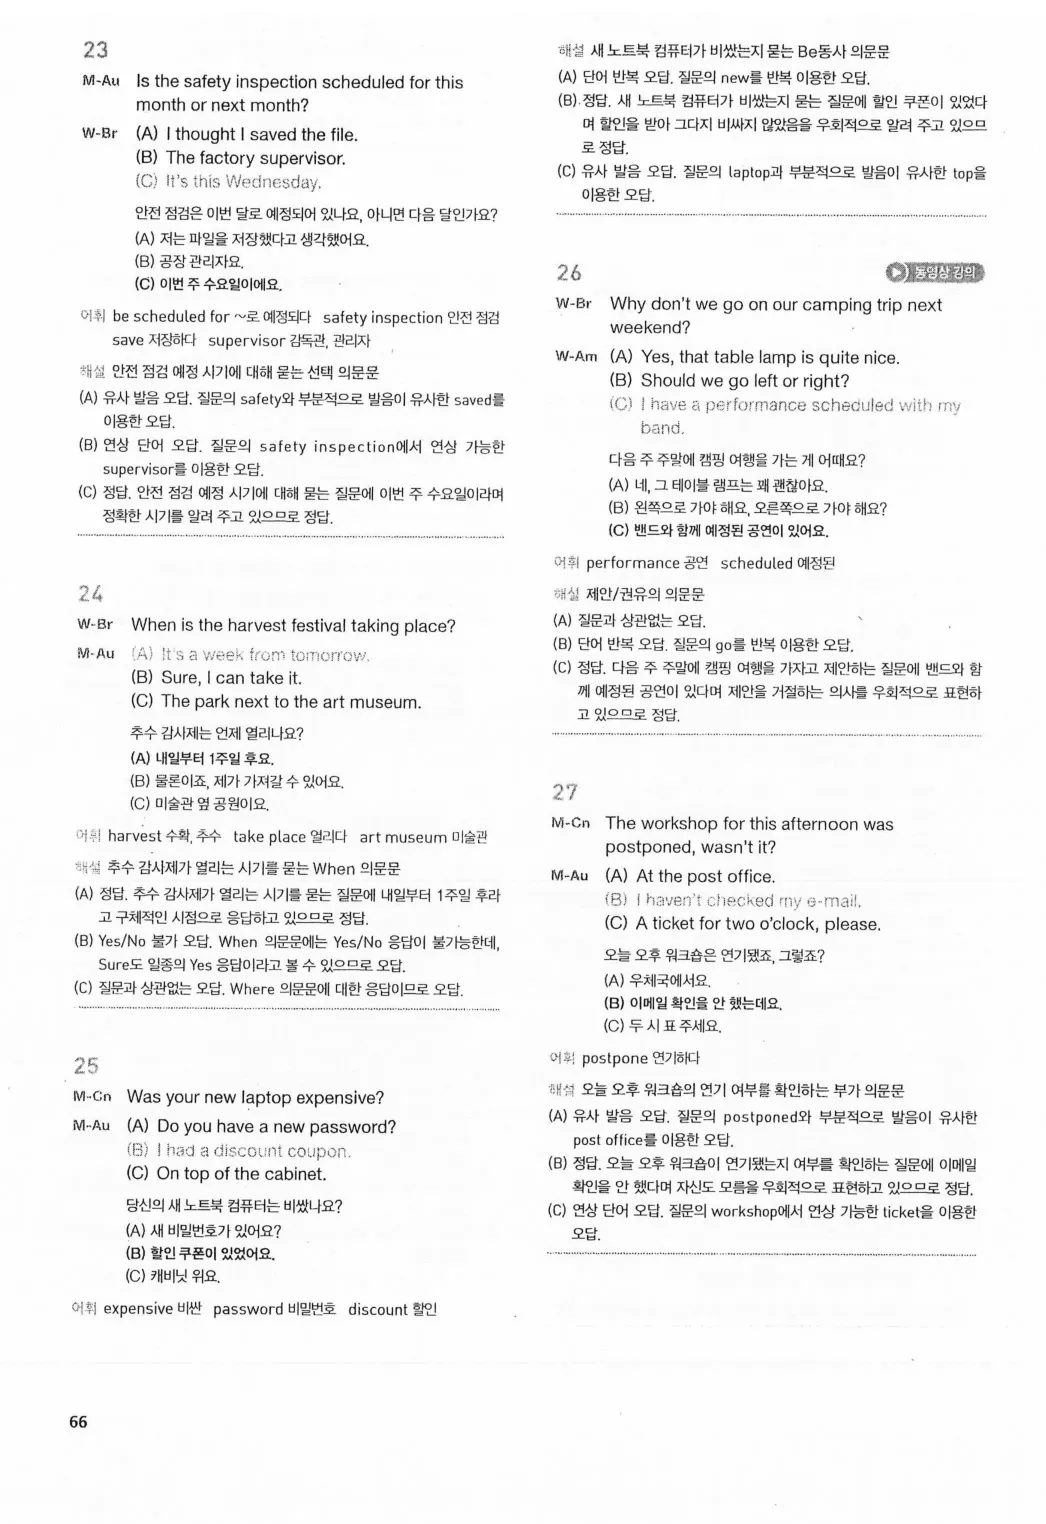 23
M-Au Is the safety inspection scheduled for this
month or next month?
W-Br (A) I thought I saved the file.
(B) The factory supervisor.
(C) It's this Wednesday.
안전 점검은 이번 달로 예정되어 있나요, 아니면 다음 달인가요?
(A) 저는 파일을 저장했다고 생각했어요.
(B) 공장 관리자요.
(C) 이번 주 수요일이에요.
어휘 be scheduled for ~로 예정되다 safety inspection 안전 점검
save 저장하다 supervisor 감독관, 관리자
해설 안전 점검 예정 시기에 대해 묻는 선택 의문문
(A) 유사 발음 오답. 질문의 safety와 부분적으로 발음이 유사한 saved를
이용한 오답.
(B) 연상 단어 오답. 질문의 safety inspection에서 연상 가능한
supervisor를 이용한 오답.
(C) 정답. 안전 점검 예정 시기에 대해 묻는 질문에 이번 주 수요일이라며
정확한 시기를 알려 주고 있으므로 정답.
24
W-Br When is the harvest festival taking place?
M-Au (A) It's a week from tomorrow.
(B) Sure, I can take it.
(C) The park next to the art museum.
추수 감사제는 언제 열리나요?
(A) 내일부터 1주일 후요.
(B) 물론이죠, 제가 가져갈 수 있어요.
(C) 미술관 옆 공원이요.
어휘 harvest 수확, 추수 take place 열리다 art museum 미술관
해설 추수 감사제가 열리는 시기를 묻는 When 의문문
(A) 정답. 추수 감사제가 열리는 시기를 묻는 질문에 내일부터 1주일 후라
고 구체적인 시점으로 응답하고 있으므로 정답.
(B) Yes/No 불가 오답. When 의문문에는 Yes/No 응답이 불가능한데,
Sure도 일종의 Yes 응답이라고 볼 수 있으므로 오답.
(C) 질문과 상관없는 오답. Where 의문문에 대한 응답이므로 오답.
25
M-Cn Was your new laptop expensive?
M-Au (A) Do you have a new password?
(B) I had a discount coupon.
(C) On top of the cabinet.
당신의 새 노트북 컴퓨터는 비쌌나요?
(A) 새 비밀번호가 있어요?
(B) 할인 쿠폰이 있었어요.
(C) 캐비닛 위요.
어휘 expensive 비싼 password 비밀번호 discount 할인
해설 새 노트북 컴퓨터가 비쌌는지 묻는 Be동사 의문문
(A) 단어 반복 오답. 질문의 new를 반복 이용한 오답.
(B) 정답. 새 노트북 컴퓨터가 비쌌는지 묻는 질문에 할인 쿠폰이 있었다
며 할인을 받아 그다지 비싸지 않았음을 우회적으로 알려 주고 있으므
로 정답.
(C) 유사 발음 오답. 질문의 laptop과 부분적으로 발음이 유사한 top을
이용한 오답.
26 동영상 강의
W-Br Why don't we go on our camping trip next
weekend?
W-Am (A) Yes, that table lamp is quite nice.
(B) Should we go left or right?
(C) I have a performance scheduled with my
band.
다음 주 주말에 캠핑 여행을 가는 게 어때요?
(A) 네, 그 테이블 램프는 꽤 괜찮아요.
(B) 왼쪽으로 가야 해요, 오른쪽으로 가야 해요?
(C) 밴드와 함께 예정된 공연이 있어요.
어휘 performance 공연 scheduled 예정된
해설 제안/권유의 의문문
(A) 질문과 상관없는 오답.
(B) 단어 반복 오답. 질문의 go를 반복 이용한 오답.
(C) 정답. 다음 주 주말에 캠핑 여행을 가자고 제안하는 질문에 밴드와 함
께 예정된 공연이 있다며 제안을 거절하는 의사를 우회적으로 표현하
고 있으므로 정답.
27
M-Cn The workshop for this afternoon was
postponed, wasn't it?
M-Au (A) At the post office.
(B) I haven't checked my e-mail.
(C) A ticket for two o'clock, please.
오늘 오후 워크숍은 연기됐죠, 그렇죠?
(A) 우체국에서요.
(B) 이메일 확인을 안 했는데요.
(C) 두 시 표 주세요.
어휘 postpone 연기하다
해설 오늘 오후 워크숍의 연기 여부를 확인하는 부가 의문문
(A) 유사 발음 오답. 질문의 postponed와 부분적으로 발음이 유사한
post office를 이용한 오답.
(B) 정답. 오늘 오후 워크숍이 연기됐는지 여부를 확인하는 질문에 이메일
확인을 안 했다며 자신도 모름을 우회적으로 표현하고 있으므로 정답.
(C) 연상 단어 오답. 질문의 workshop에서 연상 가능한 ticket을 이용한
오답.
66